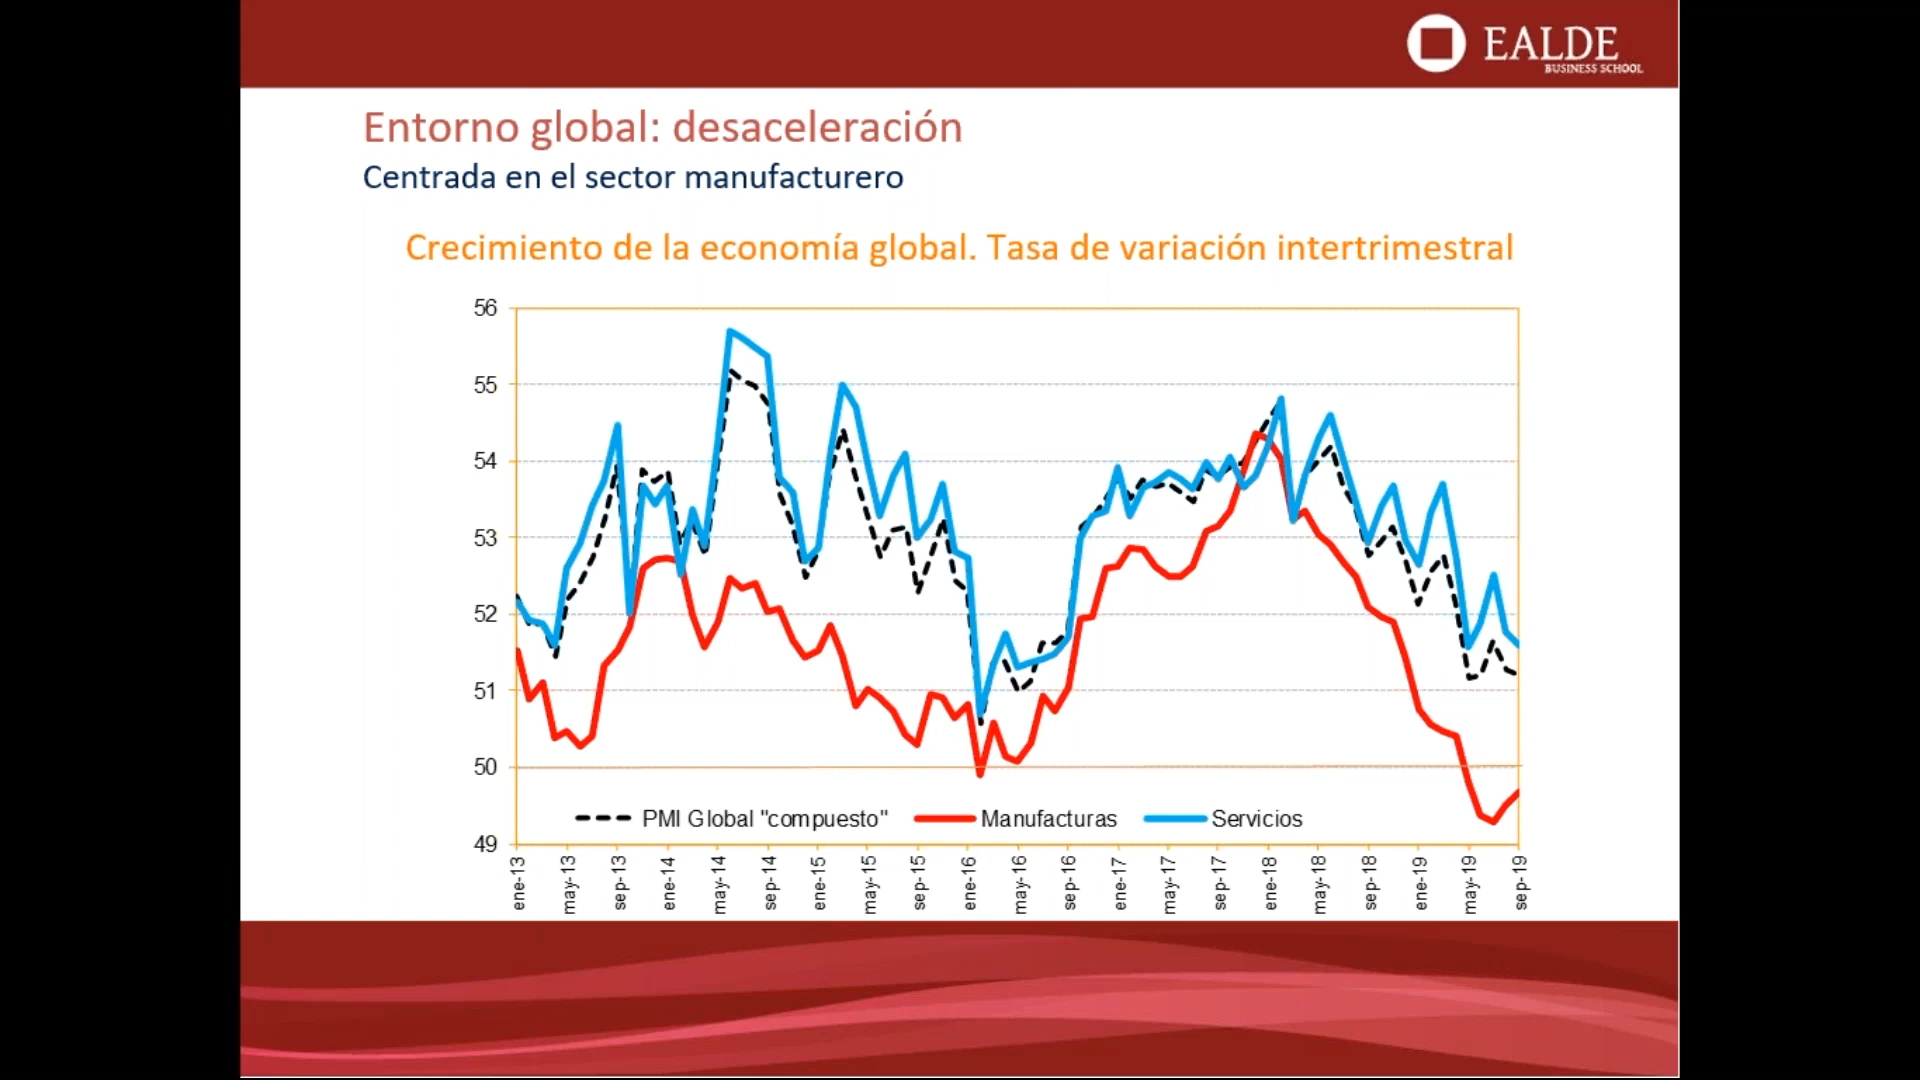 EALDE
BUSINESS SCHOOL
Entorno global: desaceleración
Centrada en el sector manufacturero
Crecimiento de la economía global. Tasa de variación intertrimestral
56
55
54
53
52
51
50
49
PMI Global "compuesto" Manufacturas Servicios
ene-13 may-13 sep-13 ene-14 may-14 sep-14 ene-15 may-15 sep-15 ene-16 may-16 sep-16 ene-17 may-17 sep-17 ene-18 may-18 sep-18 ene-19 may-19 sep-19